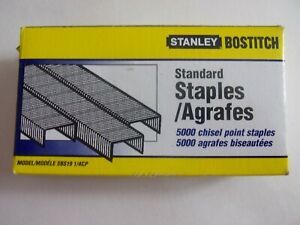 STANLEY BOSTITCH
Standard
Staples
/Agrafes
5000 chisel point staples
5000 agrafes biseautées
MODEL/MODÈLE SBS19 1/4CP